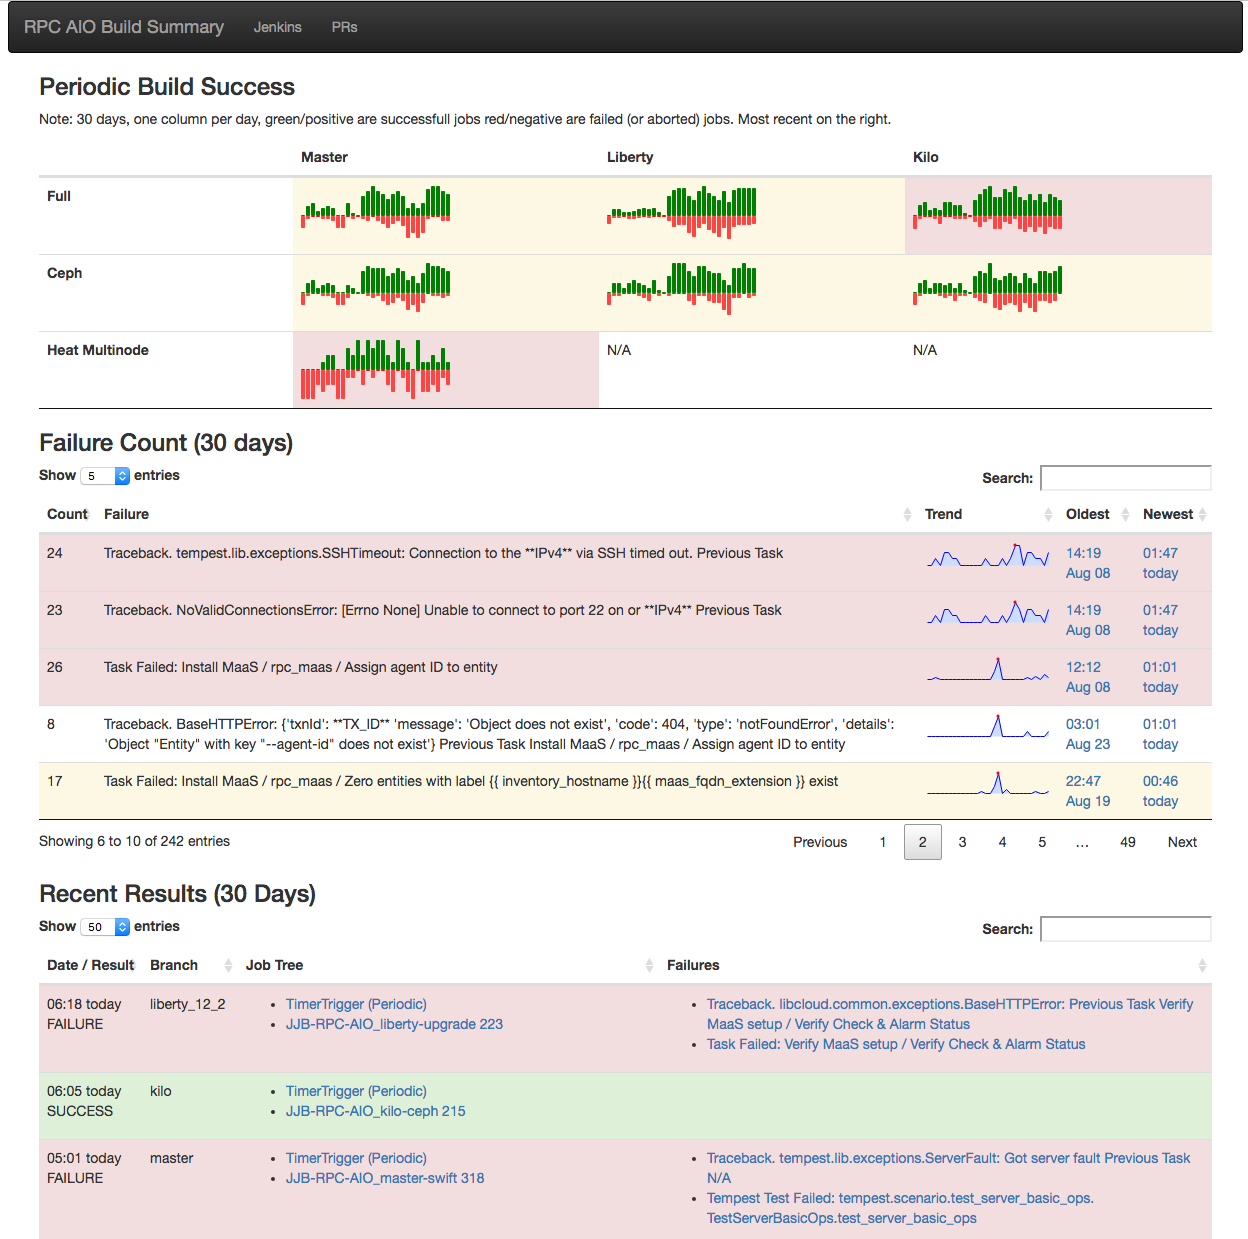 RPC AIO Build Summary Jenkins PRs
Periodic Build Success
Note: 30 days, one column per day, green/positive are successfull jobs red/negative are failed (or aborted) jobs. Most recent on the right.
Master Liberty Kilo
Full
Ceph
Heat Multinode N/A N/A
Failure Count (30 days)
Show 5 entries Search:
Count Failure Trend Oldest Newest
24 Traceback. tempest.lib.exceptions.SSHTimeout: Connection to the **IPv4** via SSH timed out. Previous Task 14:19 01:47
Aug 08 today
23 Traceback. NoValidConnectionsError: [Errno None] Unable to connect to port 22 on or **IPv4** Previous Task 14:19 01:47
Aug 08 today
26 Task Failed: Install MaaS / rpc_maas / Assign agent ID to entity 12:12 01:01
Aug 08 today
8 Traceback. BaseHTTPError: {'txnId': **TX_ID** 'message': 'Object does not exist', 'code': 404, 'type': 'notFoundError', 'details': 03:01 01:01
'Object "Entity" with key "--agent-id" does not exist'} Previous Task Install MaaS / rpc_maas / Assign agent ID to entity Aug 23 today
17 Task Failed: Install MaaS / rpc_maas / Zero entities with label {{ inventory_hostname }}{{ maas_fqdn_extension }} exist 22:47 00:46
Aug 19 today
Showing 6 to 10 of 242 entries Previous 1 2 3 4 5 … 49 Next
Recent Results (30 Days)
Show 50 entries Search:
Date / Result Branch Job Tree Failures
06:18 today liberty_12_2 • TimerTrigger (Periodic) • Traceback. libcloud.common.exceptions.BaseHTTPError: Previous Task Verify
FAILURE • JJB-RPC-AIO_liberty-upgrade 223 MaaS setup / Verify Check & Alarm Status
• Task Failed: Verify MaaS setup / Verify Check & Alarm Status
06:05 today kilo • TimerTrigger (Periodic)
SUCCESS • JJB-RPC-AIO_kilo-ceph 215
05:01 today master • TimerTrigger (Periodic) • Traceback. tempest.lib.exceptions.ServerFault: Got server fault Previous Task
FAILURE • JJB-RPC-AIO_master-swift 318 N/A
• Tempest Test Failed: tempest.scenario.test_server_basic_ops.
TestServerBasicOps.test_server_basic_ops